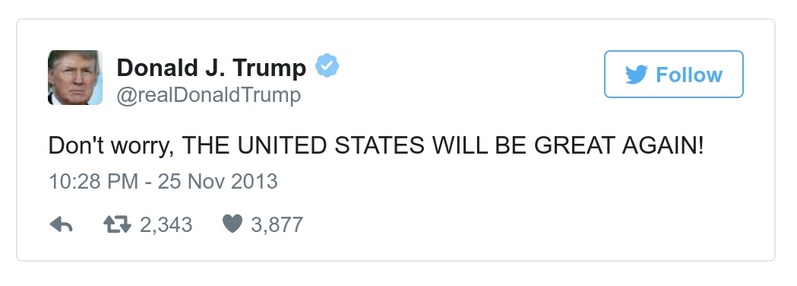 Donald J. Trump
@realDonaldTrump
Follow
Don't worry, THE UNITED STATES WILL BE GREAT AGAIN!
10:28 PM - 25 Nov 2013
2,343 3,877